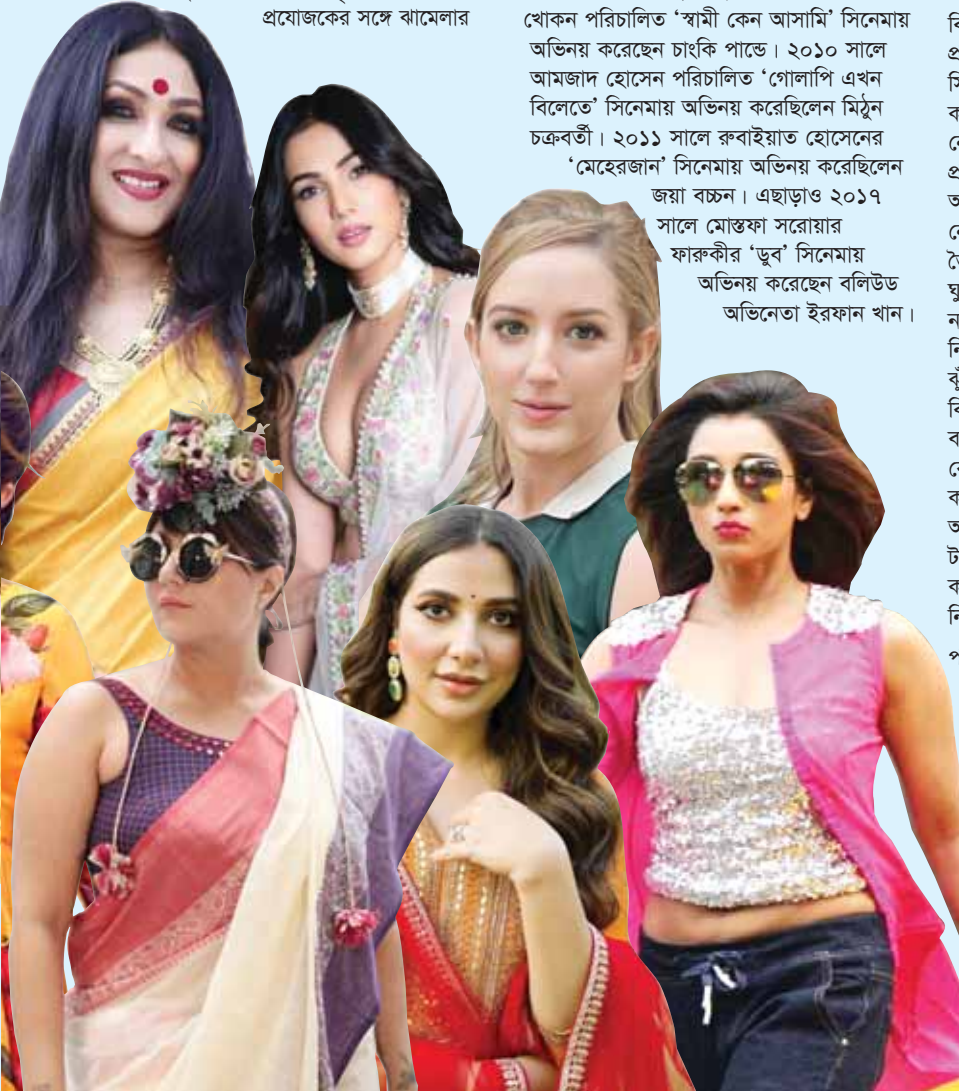 প্রযোজকের সঙ্গে ঝামেলার
খোকন পরিচালিত ‘স্বামী কেন আসামি’ সিনেমায়
অভিনয় করেছেন চাংকি পান্ডে। ২০১০ সালে
আমজাদ হোসেন পরিচালিত ‘গোলাপি এখন
বিলেতে’ সিনেমায় অভিনয় করেছিলেন মিঠুন
চক্রবর্তী। ২০১১ সালে রুবাইয়াত হোসেনের
‘মেহেরজান’ সিনেমায় অভিনয় করেছিলেন
জয়া বচ্চন। এছাড়াও ২০১৭
সালে মোস্তফা সরোয়ার
ফারুকীর ‘ডুব’ সিনেমায়
অভিনয় করেছেন বলিউড
অভিনেতা ইরফান খান।